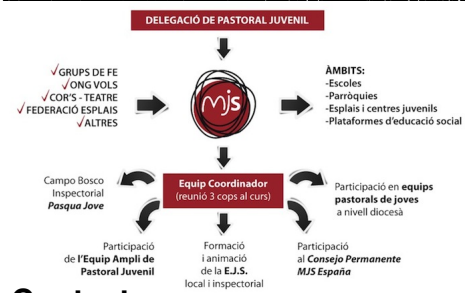 DELEGACIÓ DE PASTORAL JUVENIL
√GRUPS DE FE
√ONG VOLS
√COR'S - TEATRE
√FEDERACIÓ ESPLAIS
√ALTRES
mjs
ÀMBITS:
-Escoles
-Parròquies
-Esplais i centres juvenils
-Plataformes d'educació social
Campo Bosco
Inspectorial
Pasqua Jove
Equip Coordinador
(reunió 3 cops al curs)
Participació en equips
pastorals de joves
a nivell diocesà
Participació
de l'Equip Ampli de
Pastoral Juvenil
Formació
i animació
de la E.J.S.
local i inspectorial
Participació
al Consejo Permanente
MJS España